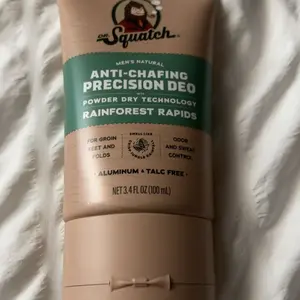 DR.
Squatch
MEN'S NATURAL
ANTI-CHAFING
PRECISION DEO
WITH
POWDER DRY TECHNOLOGY
RAINFOREST RAPIDS
FOR GROIN
FEET AND
FOLDS
ODOR
AND SWEAT
CONTROL
ALUMINUM & TALC FREE
NET 3.4 FL OZ (100 mL)